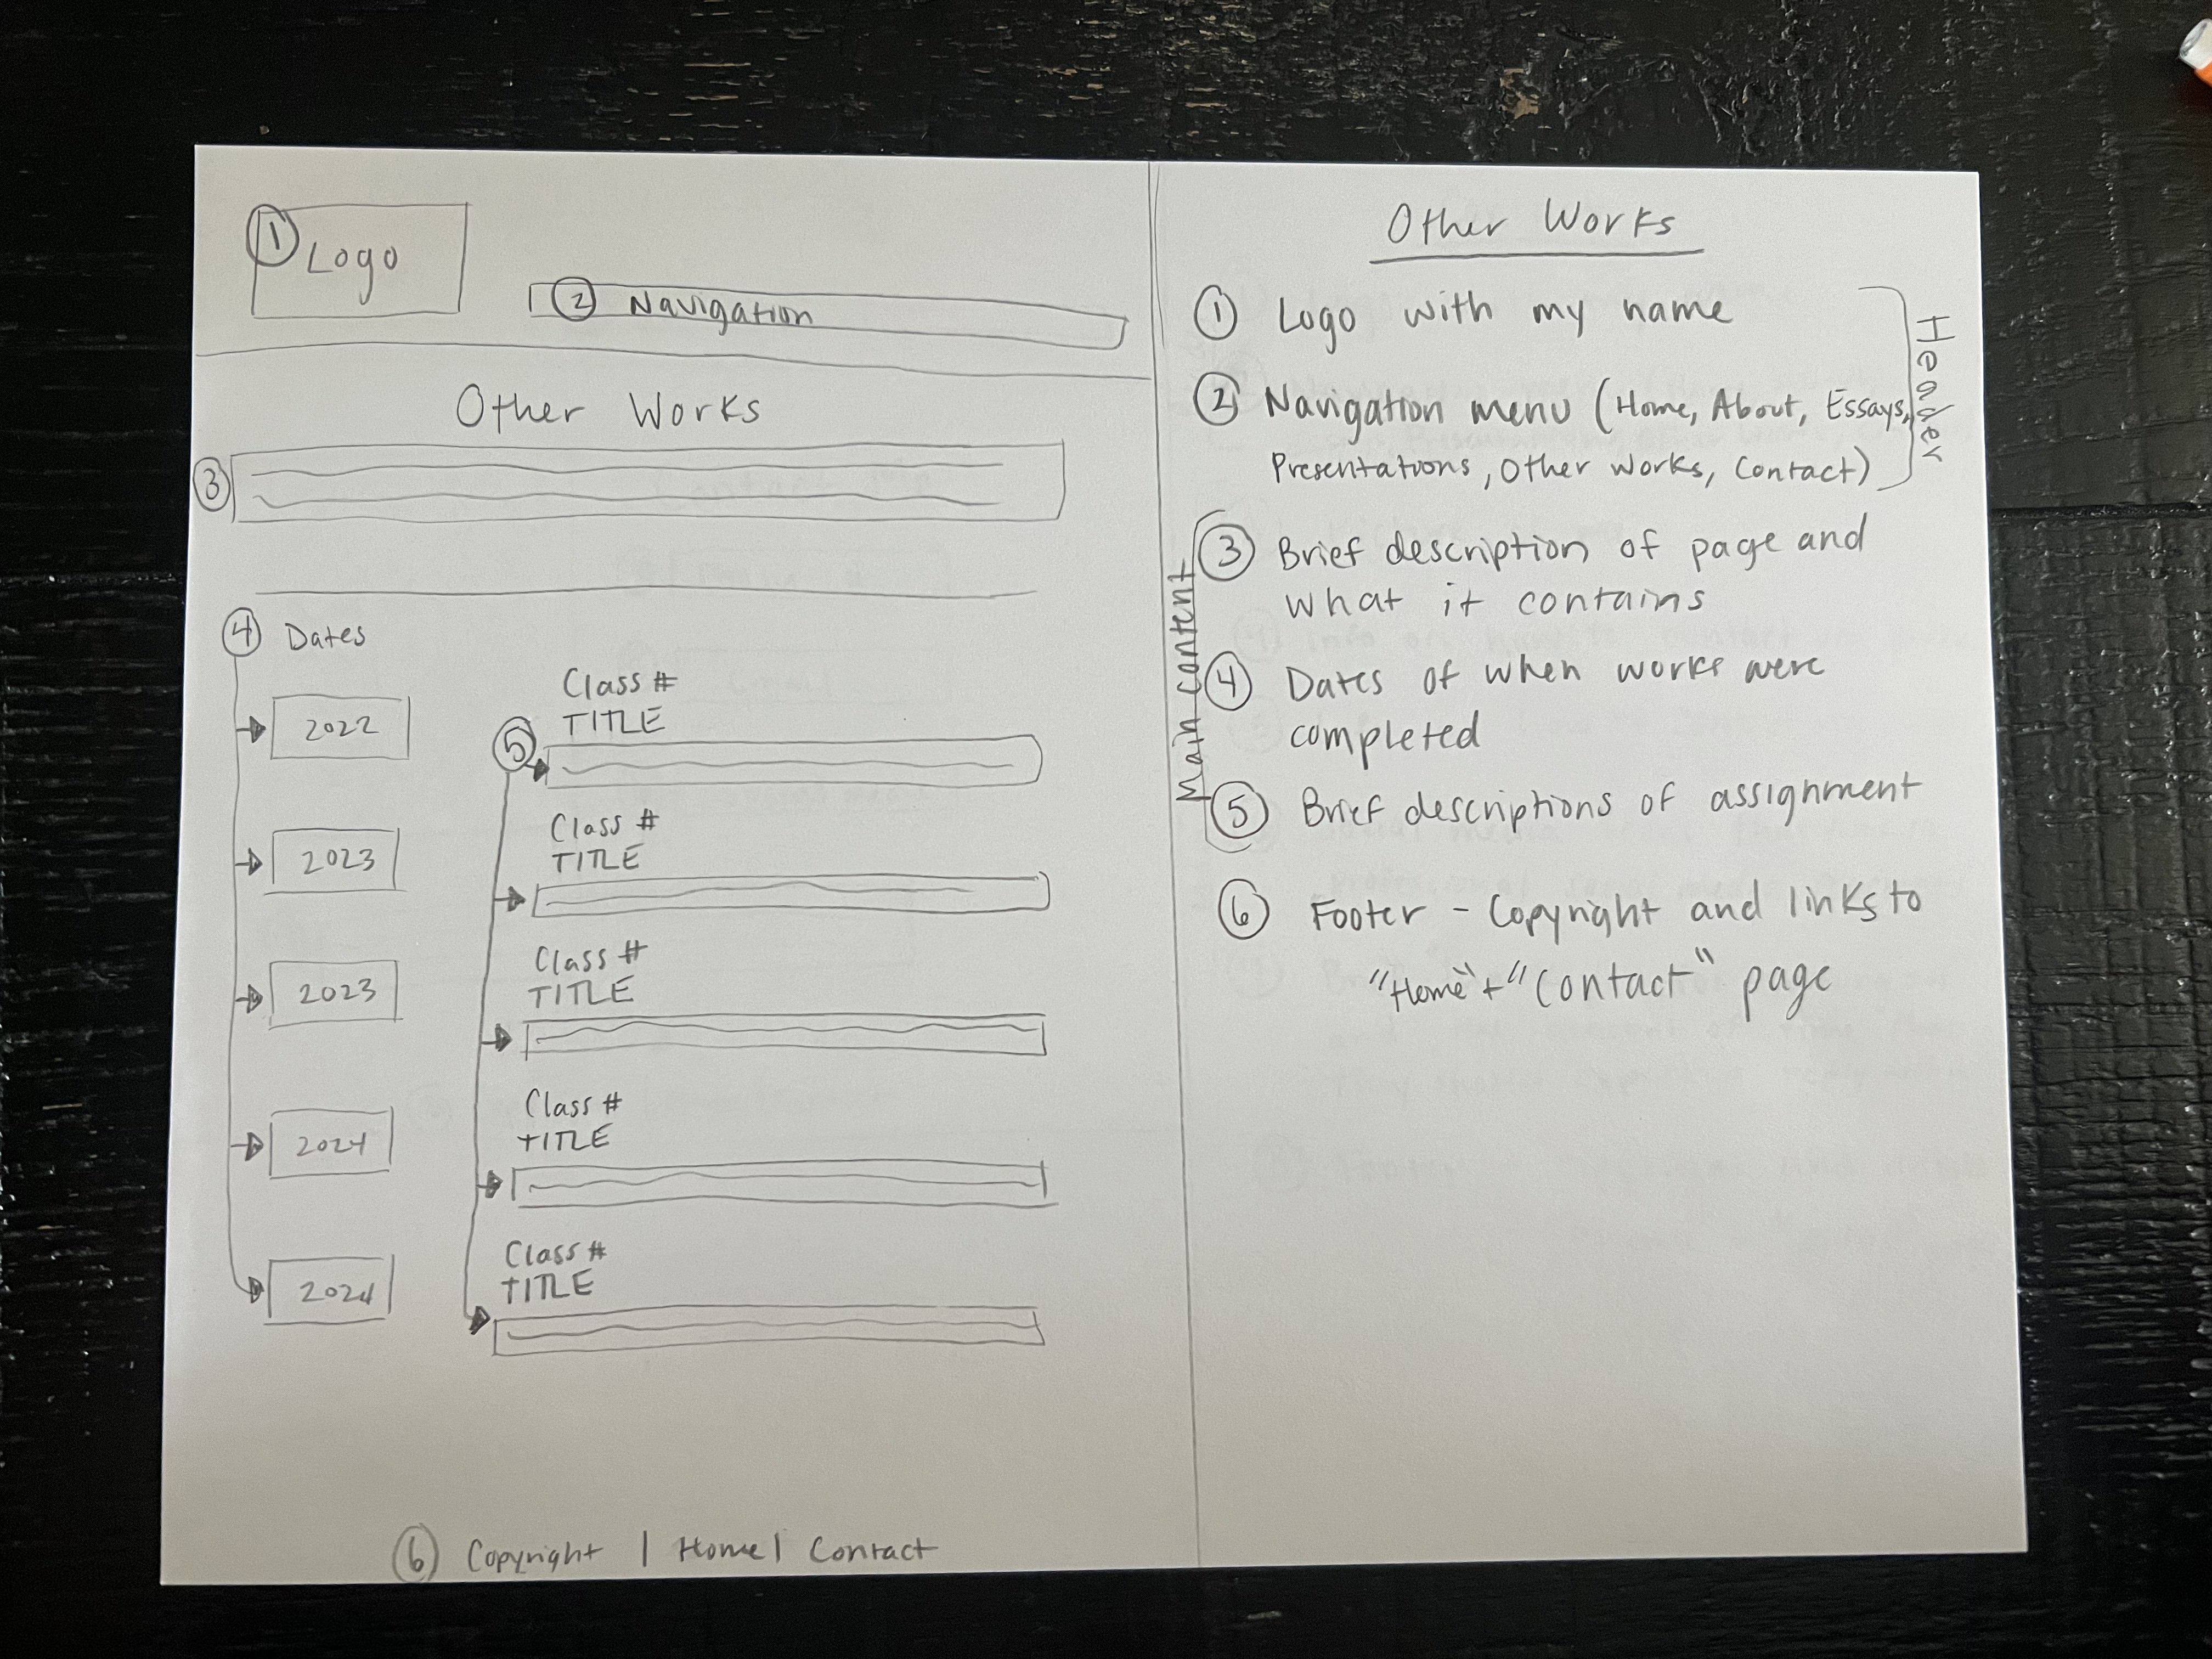 1 Logo
2 Navigation
Other Works
3
4 Dates
2022
Class #
TITLE
5
2023
Class #
TITLE
2023
Class #
TITLE
2024
Class #
TITLE
2024
Class #
TITLE
6 Copyright | Home | Contact
Other Works
1 Logo with my name
2 Navigation menu (Home, About, Essays,
Presentations, Other Works, Contact)
Header
3 Brief description of page and
what it contains
4 Dates of when works were
completed
5 Brief descriptions of assignment
Main content
6 Footer - Copyright and links to
"Home" + "Contact" page